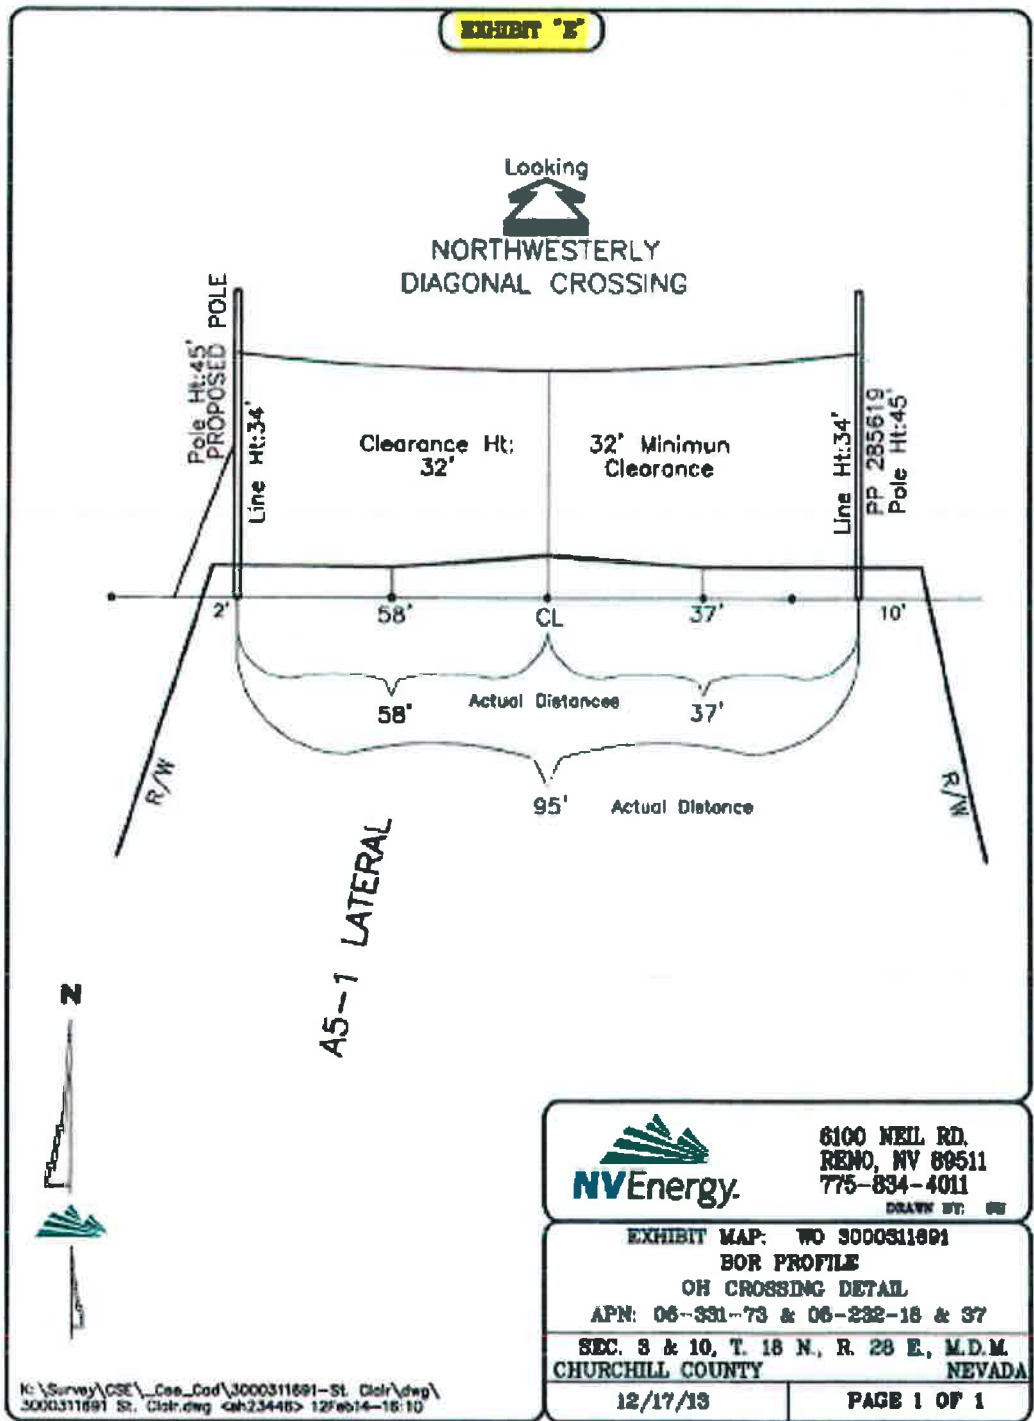 EXHIBIT "E"
Looking
NORTHWESTERLY
DIAGONAL CROSSING
Pole Ht:45'
PROPOSED POLE
Line Ht:34'
Clearance Ht:
32'
32' Minimun
Clearance
Line Ht:34'
PP 285619
Pole Ht:45'
2'
58'
CL
37'
10'
58'
Actual Distances
37'
95'
Actual Distance
R/W
R/W
A5-1 LATERAL
N
NVEnergy.
6100 NEIL RD.
RENO, NV 89511
775-834-4011
DRAWN BY:
EXHIBIT MAP: WO 3000311691
BOR PROFILE
OH CROSSING DETAIL
APN: 06-331-73 & 06-232-18 & 37
SEC. 3 & 10, T. 18 N., R. 28 E., M.D.M.
CHURCHILL COUNTY NEVADA
12/17/13
PAGE 1 OF 1
K:\Survey\CSE\_Cae_Cad\3000311691-St. Clair\dwg\
3000311691 St. Clair.dwg <eh23446> 12Feb14-16:10